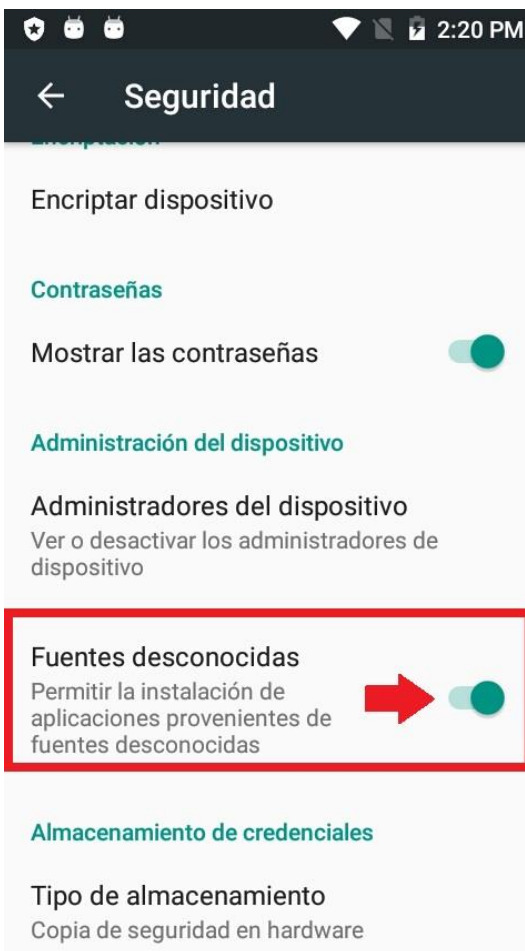 2:20 PM
Seguridad
Encriptación
Encriptar dispositivo
Contraseñas
Mostrar las contraseñas
Administración del dispositivo
Administradores del dispositivo
Ver o desactivar los administradores de
dispositivo
Fuentes desconocidas
Permitir la instalación de
aplicaciones provenientes de
fuentes desconocidas
Almacenamiento de credenciales
Tipo de almacenamiento
Copia de seguridad en hardware